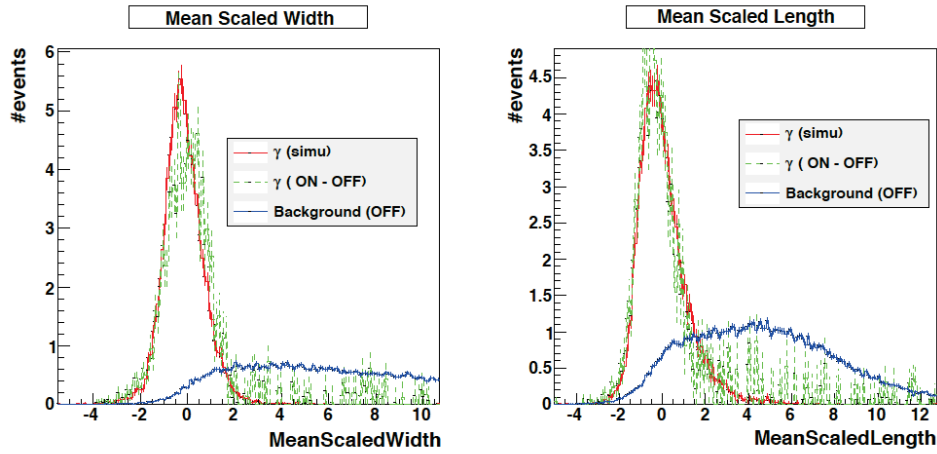 Mean Scaled Width
#events
6
5
4
3
2
1
0
γ (simu)
γ ( ON - OFF)
Background (OFF)
-4 -2 0 2 4 6 8 10
MeanScaledWidth
Mean Scaled Length
#events
4.5
4
3.5
3
2.5
2
1.5
1
0.5
0
γ (simu)
γ ( ON - OFF)
Background (OFF)
-4 -2 0 2 4 6 8 10 12
MeanScaledLength